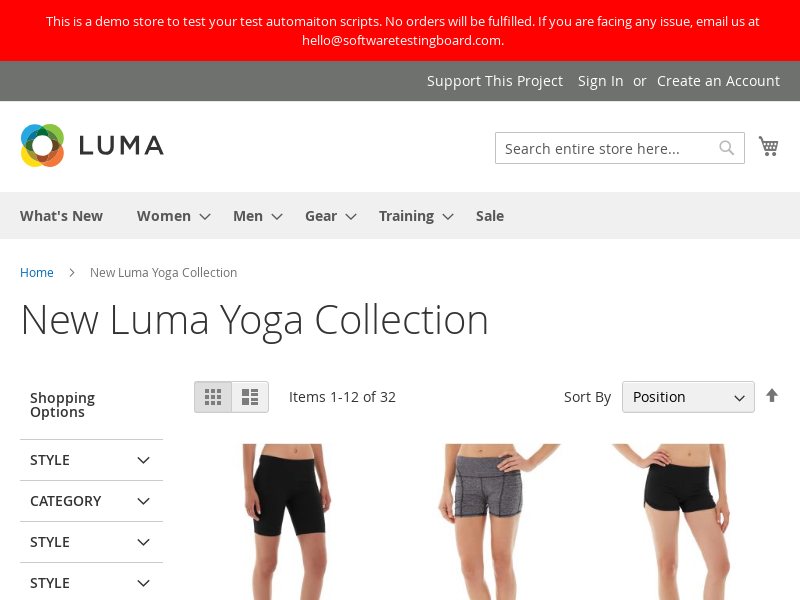 This is a demo store to test your test automaiton scripts. No orders will be fulfilled. If you are facing any issue, email us at
hello@softwaretestingboard.com.
Support This Project Sign In or Create an Account
LUMA
Search entire store here...
What's New Women Men Gear Training Sale
Home New Luma Yoga Collection
New Luma Yoga Collection
Shopping
Options
Items 1-12 of 32
Sort By Position
STYLE
CATEGORY
STYLE
STYLE